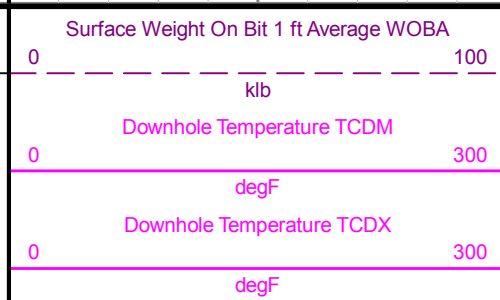 Surface Weight On Bit 1 ft Average WOBA
0 100
klb
Downhole Temperature TCDM
0 300
degF
Downhole Temperature TCDX
0 300
degF